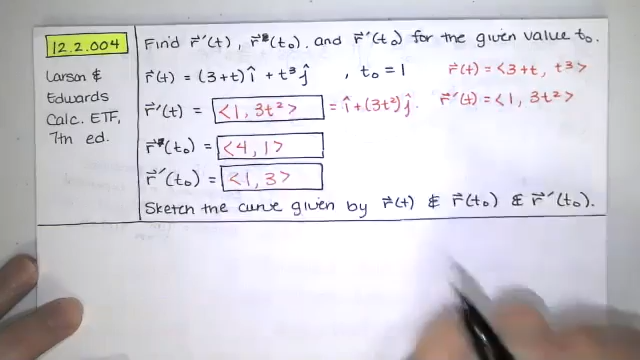 12.2.004
Larson &
Edwards
Calc. ETF,
7th ed.
Find r⃗′(t), r⃗(t₀), and r⃗′(t₀) for the given value t₀.
r⃗(t) = (3+t)î + t³ĵ , t₀ = 1
r⃗(t) = <3+t, t³>
r⃗′(t) = <1, 3t²> = î + (3t²)ĵ.
r⃗′(t) = <1, 3t²>
r⃗(t₀) = <4, 1>
r⃗′(t₀) = <1, 3>
Sketch the curve given by r⃗(t) & r⃗(t₀) & r⃗′(t₀).